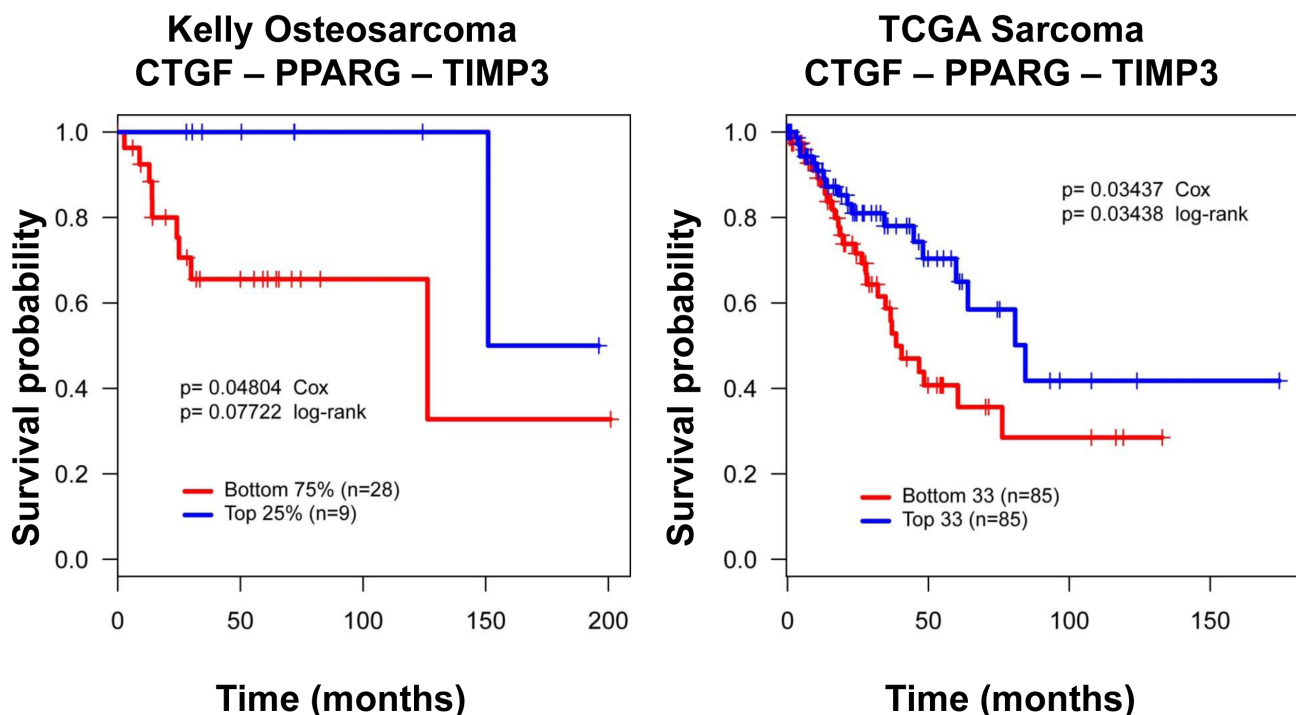 Kelly Osteosarcoma
CTGF – PPARG – TIMP3
Survival probability
1.0
0.8
0.6
0.4
0.2
0.0
p= 0.04804 Cox
p= 0.07722 log-rank
Bottom 75% (n=28)
Top 25% (n=9)
0 50 100 150 200
Time (months)
TCGA Sarcoma
CTGF – PPARG – TIMP3
Survival probability
1.0
0.8
0.6
0.4
0.2
0.0
p= 0.03437 Cox
p= 0.03438 log-rank
Bottom 33 (n=85)
Top 33 (n=85)
0 50 100 150
Time (months)